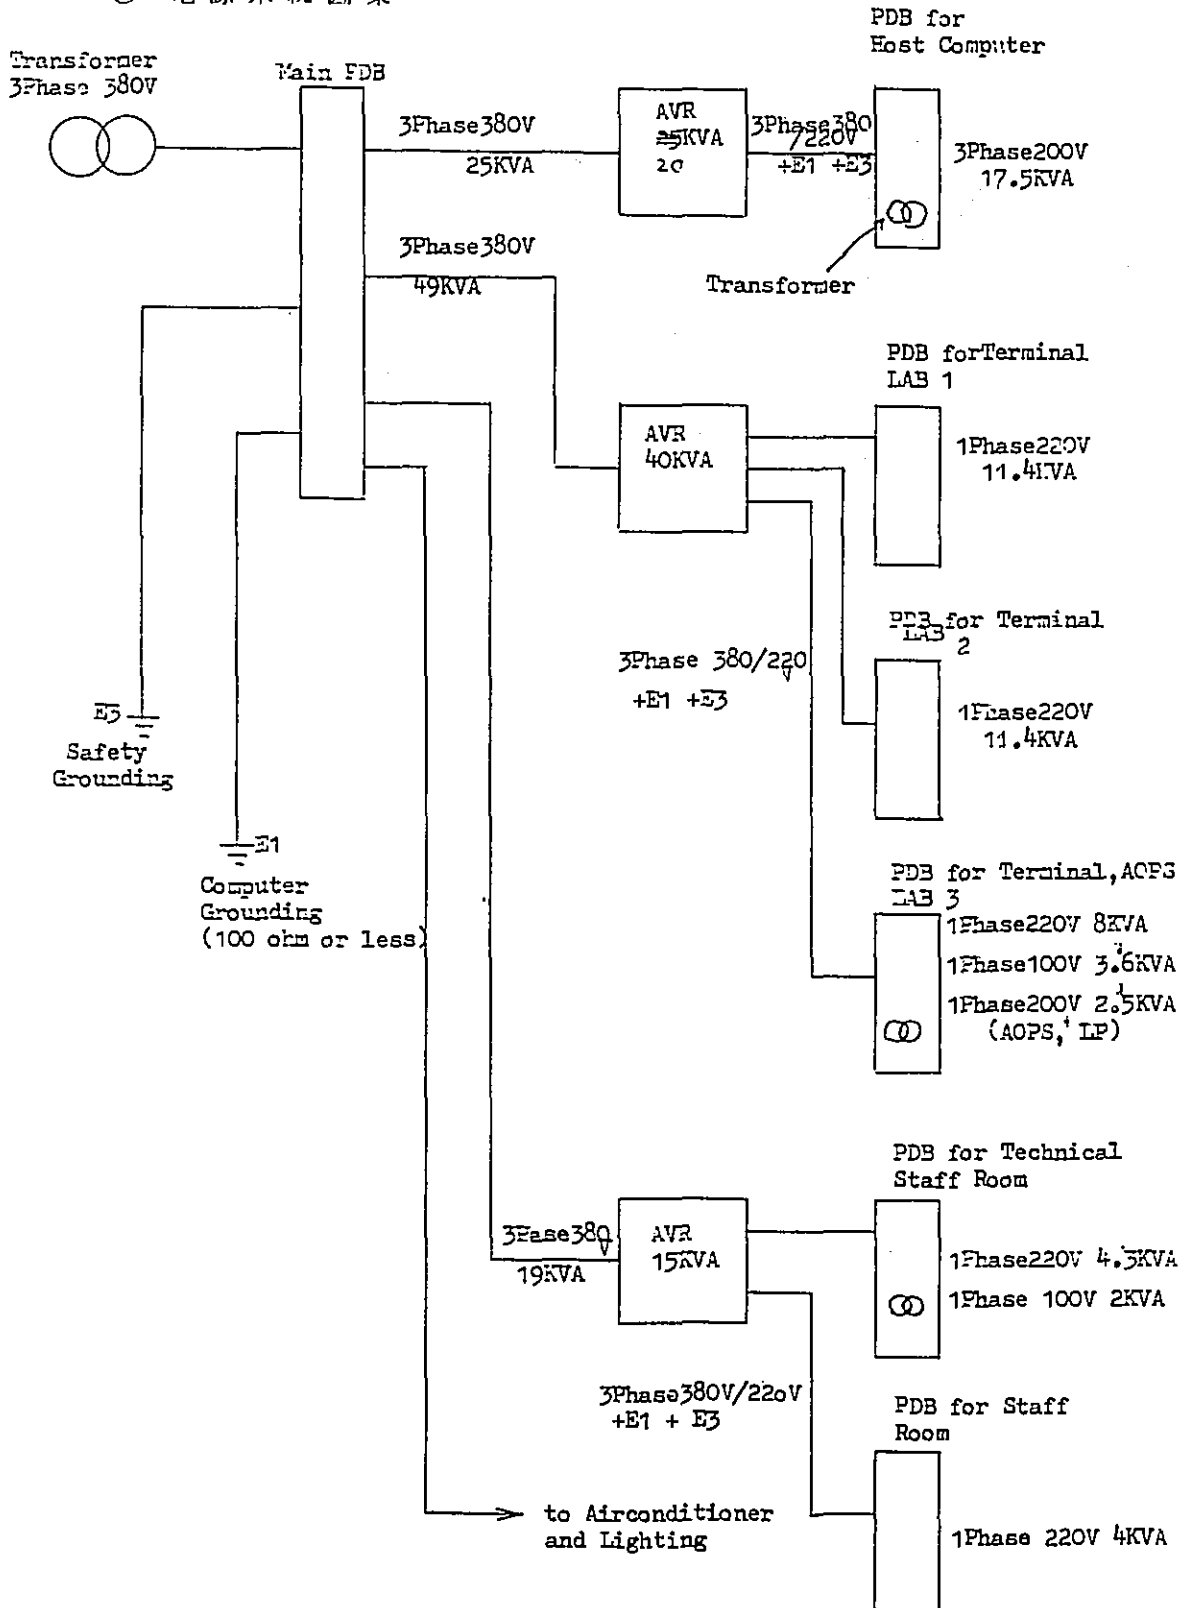 PDB for
Host Computer
Transformer
3Phase 380V
Main PDB
3Phase380V
25KVA
AVR
25KVA
20
3Phase380
/220V
+E1 +E3
3Phase200V
17.5KVA
Transformer
3Phase380V
49KVA
PDB forTerminal
LAB 1
AVR
40KVA
1Phase220V
11.4KVA
PDB for Terminal
LAB 2
3Phase 380/220
V
+E1 +E3
1Phase220V
11.4KVA
E3
Safety
Grounding
E1
Computer
Grounding
(100 ohm or less)
PDB for Terminal,AOPS
LAB 3
1Phase220V 8KVA
1Phase100V 3.6KVA
1Phase200V 2.5KVA
(AOPS, LP)
PDB for Technical
Staff Room
3Pase380
V
19KVA
AVR
15KVA
1Phase220V 4.3KVA
1Phase 100V 2KVA
3Phase380V/220V
+E1 + E3
PDB for Staff
Room
to Airconditioner
and Lighting
1Phase 220V 4KVA